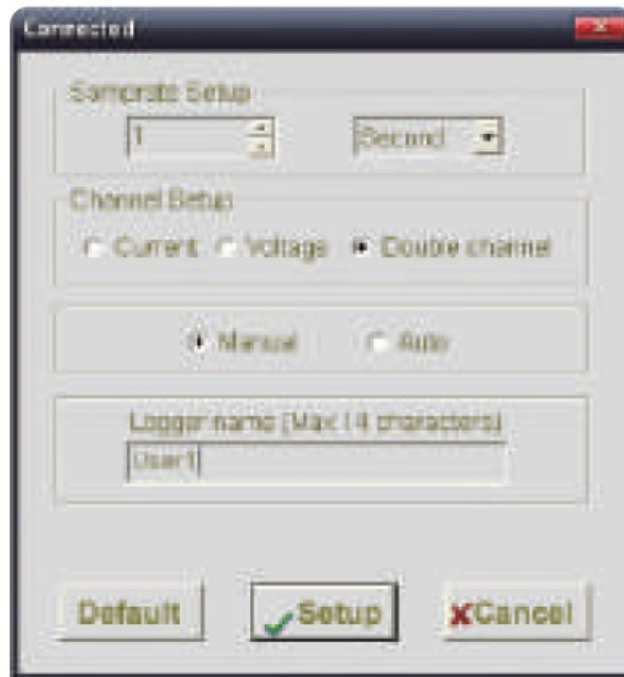 Connected
Samprate Setup
1 Second
Channel Setup
Current Voltage Double channel
Manual Auto
Logger name (Max 14 characters)
User1
Default Setup Cancel